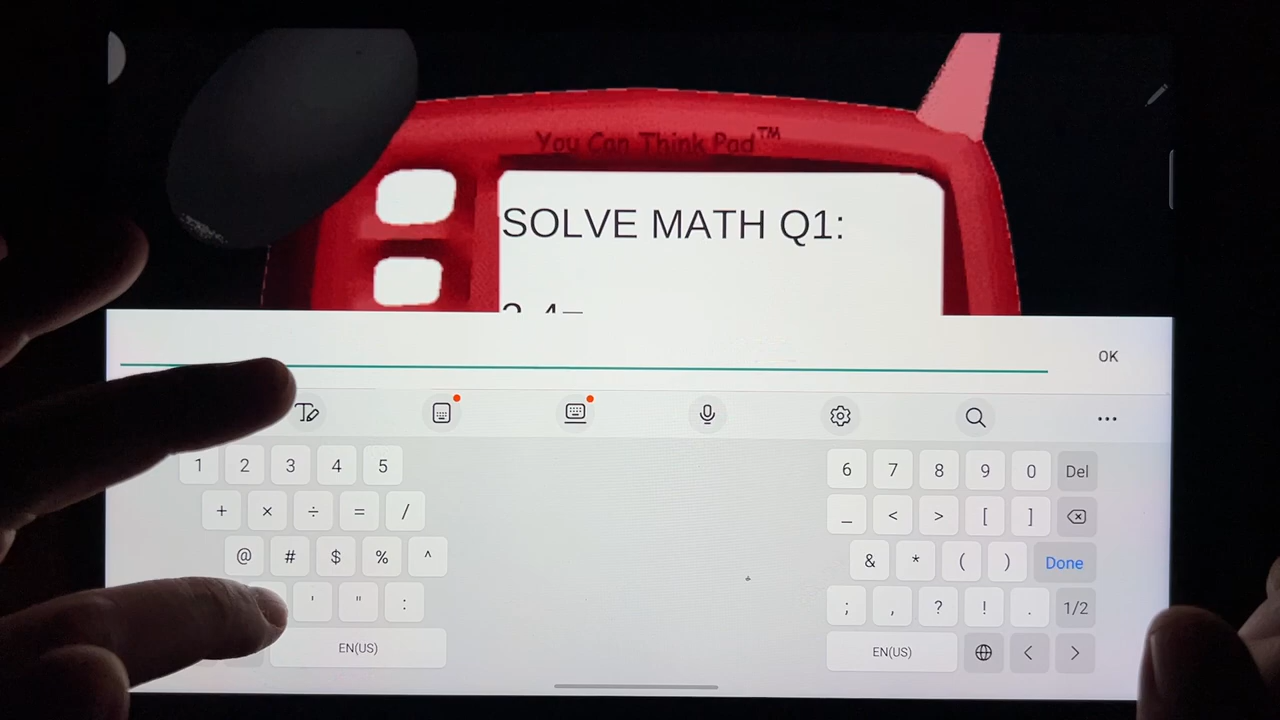 You Can Think Pad™
SOLVE MATH Q1:
OK
1 2 3 4 5 6 7 8 9 0 Del
+ × ÷ = / _ < > [ ]
@ # $ % ^ & * ( ) Done
' " : ; , ? ! . 1/2
EN(US) EN(US) < >